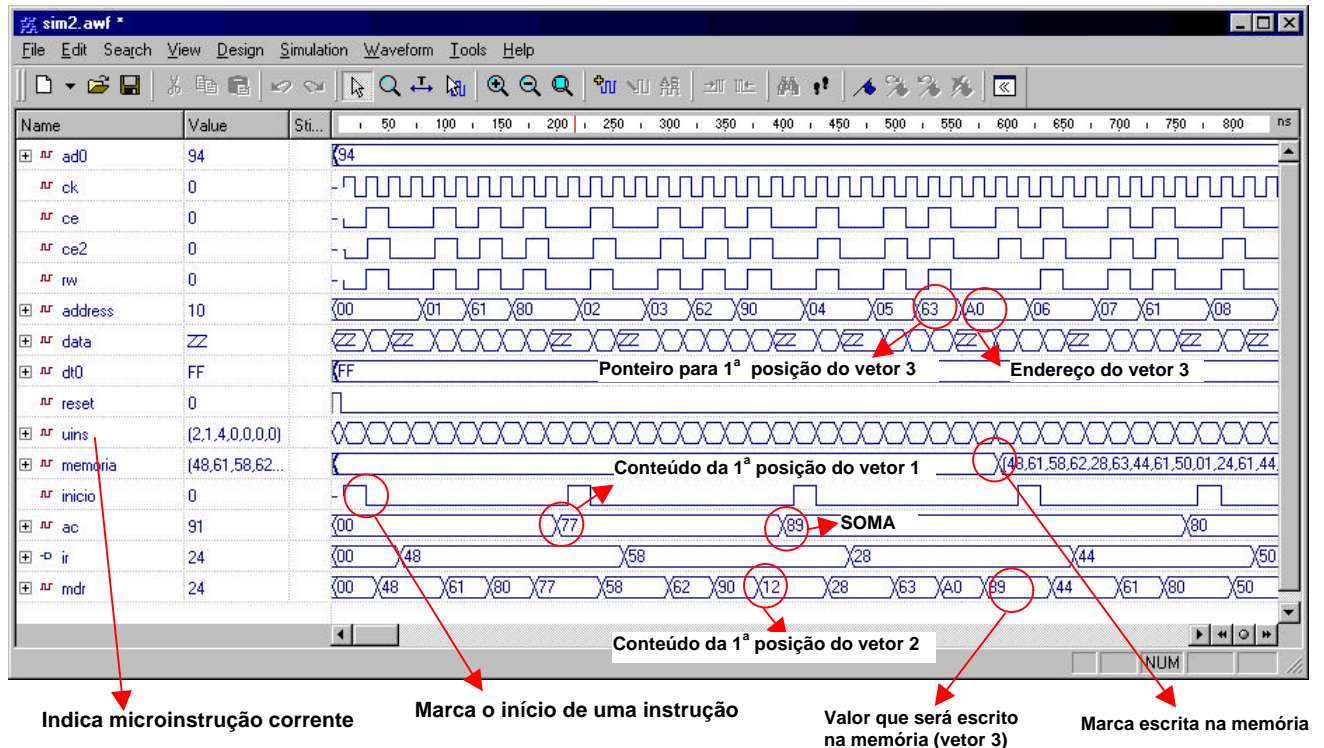 sim2.awf *
File Edit Search View Design Simulation Waveform Tools Help
Name Value Sti... 50 100 150 200 250 300 350 400 450 500 550 600 650 700 750 800 ns
ad0 94 94
ck 0
ce 0
ce2 0
rw 0
address 10 00 01 61 80 02 03 62 90 04 05 63 A0 06 07 61 08
data ZZ ZZ ZZ ZZ ZZ ZZ ZZ ZZ ZZ ZZ ZZ
Ponteiro para 1ª posição do vetor 3 Endereço do vetor 3
dt0 FF FF
reset 0
uins (2,1,4,0,0,0,0)
memória (48,61,58,62... (48,61,58,62,28,63,44,61,50,01,24,61,44,
Conteúdo da 1ª posição do vetor 1
inicio 0
ac 91 00 77 89 SOMA 80
ir 24 00 48 58 28 44 50
mdr 24 00 48 61 80 77 58 62 90 12 28 63 A0 89 44 61 80 50
Conteúdo da 1ª posição do vetor 2
NUM
Indica microinstrução corrente
Marca o início de uma instrução
Valor que será escrito
na memória (vetor 3)
Marca escrita na memória